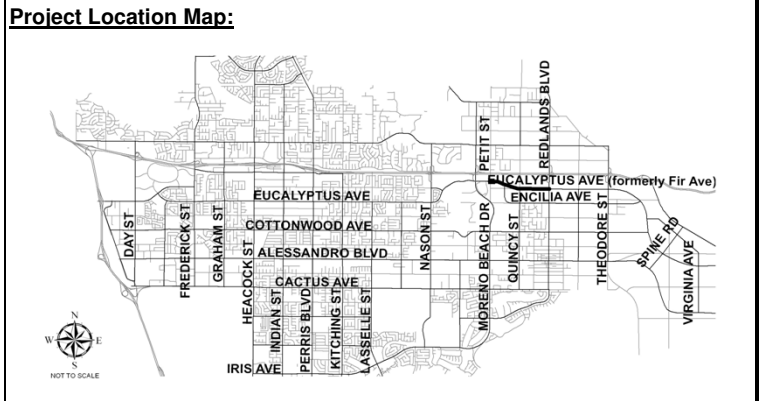 Project Location Map:
REDLANDS BLVD
PETIT ST
EUCALYPTUS AVE (formerly Fir Ave)
EUCALYPTUS AVE
ENCILIA AVE
COTTONWOOD AVE
ALESSANDRO BLVD
CACTUS AVE
IRIS AVE
DAY ST
FREDERICK ST
GRAHAM ST
HEACOCK ST
INDIAN ST
PERRIS BLVD
KITCHING ST
LASSELLE ST
NASON ST
MORENO BEACH DR
QUINCY ST
THEODORE ST
SPINE RD
VIRGINIA AVE
N
W
E
S
NOT TO SCALE